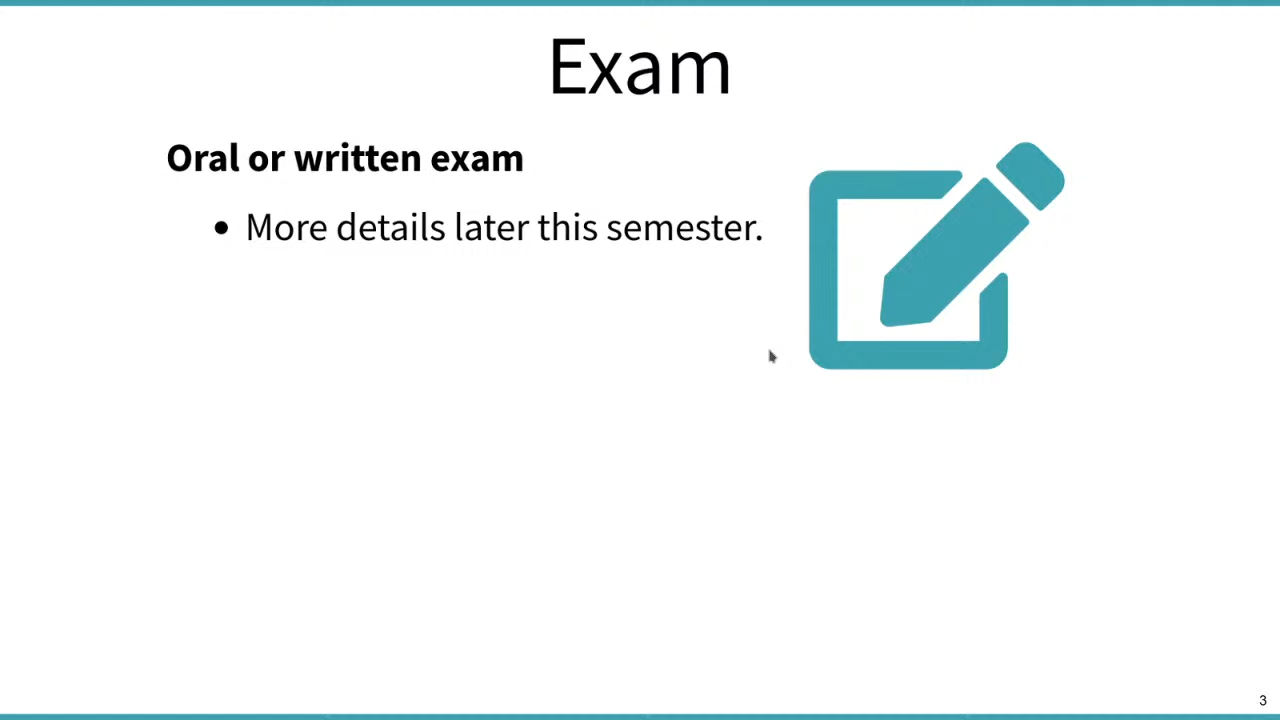 Exam
Oral or written exam
• More details later this semester.
3